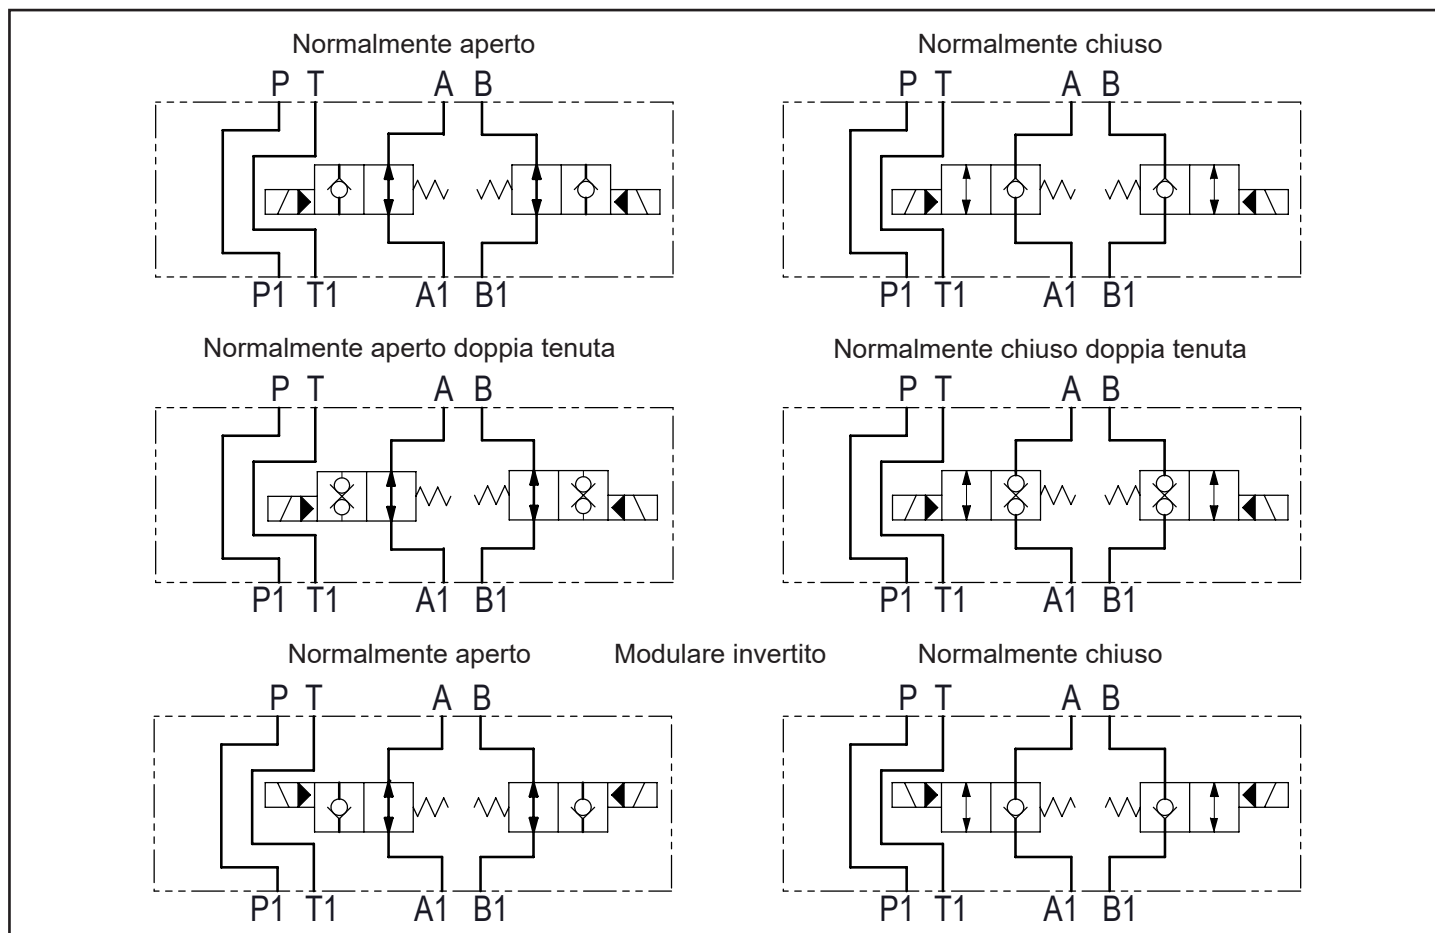 Normalmente aperto Normalmente chiuso
P T A B P T A B
P1 T1 A1 B1 P1 T1 A1 B1
Normalmente aperto doppia tenuta Normalmente chiuso doppia tenuta
P T A B P T A B
P1 T1 A1 B1 P1 T1 A1 B1
Normalmente aperto Modulare invertito Normalmente chiuso
P T A B P T A B
P1 T1 A1 B1 P1 T1 A1 B1